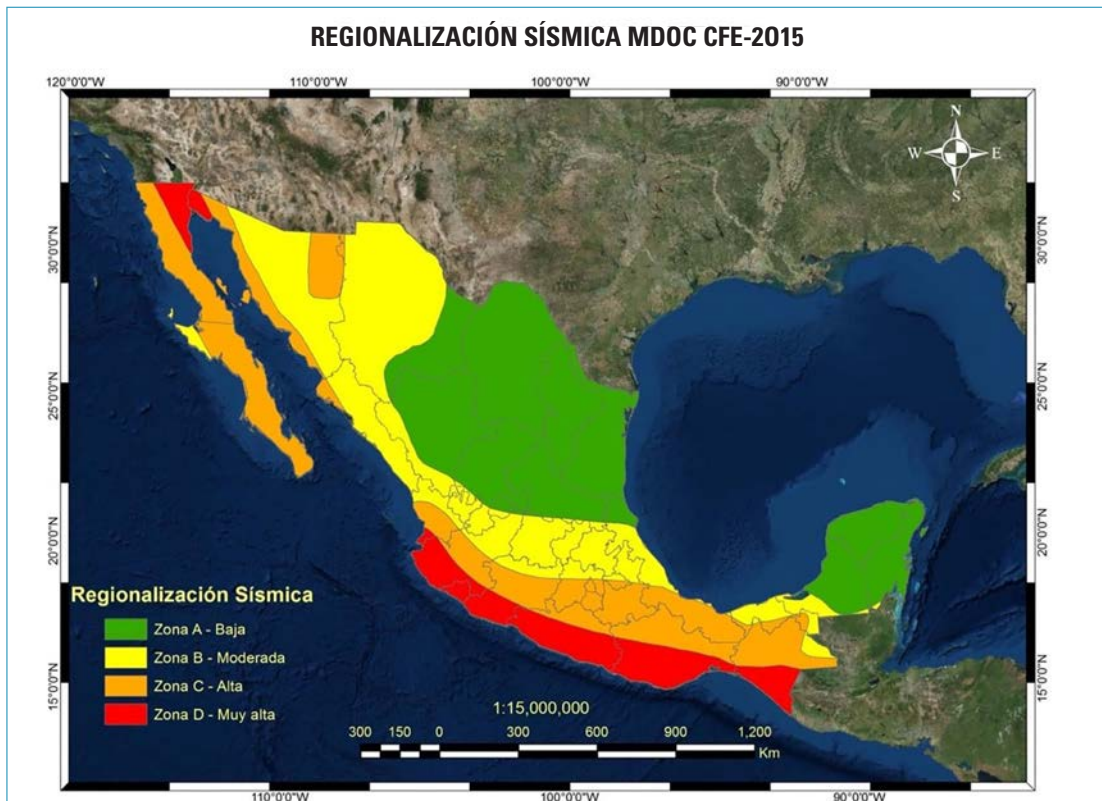 REGIONALIZACIÓN SÍSMICA MDOC CFE-2015
120°0'0"W 110°0'0"W 100°0'0"W 90°0'0"W
N
W E
S
30°0'0"N 30°0'0"N
25°0'0"N 25°0'0"N
20°0'0"N 20°0'0"N
15°0'0"N 15°0'0"N
Regionalización Sísmica
Zona A - Baja
Zona B - Moderada
Zona C - Alta
Zona D - Muy alta
1:15,000,000
300 150 0 300 600 900 1,200
Km
110°0'0"W 100°0'0"W 90°0'0"W